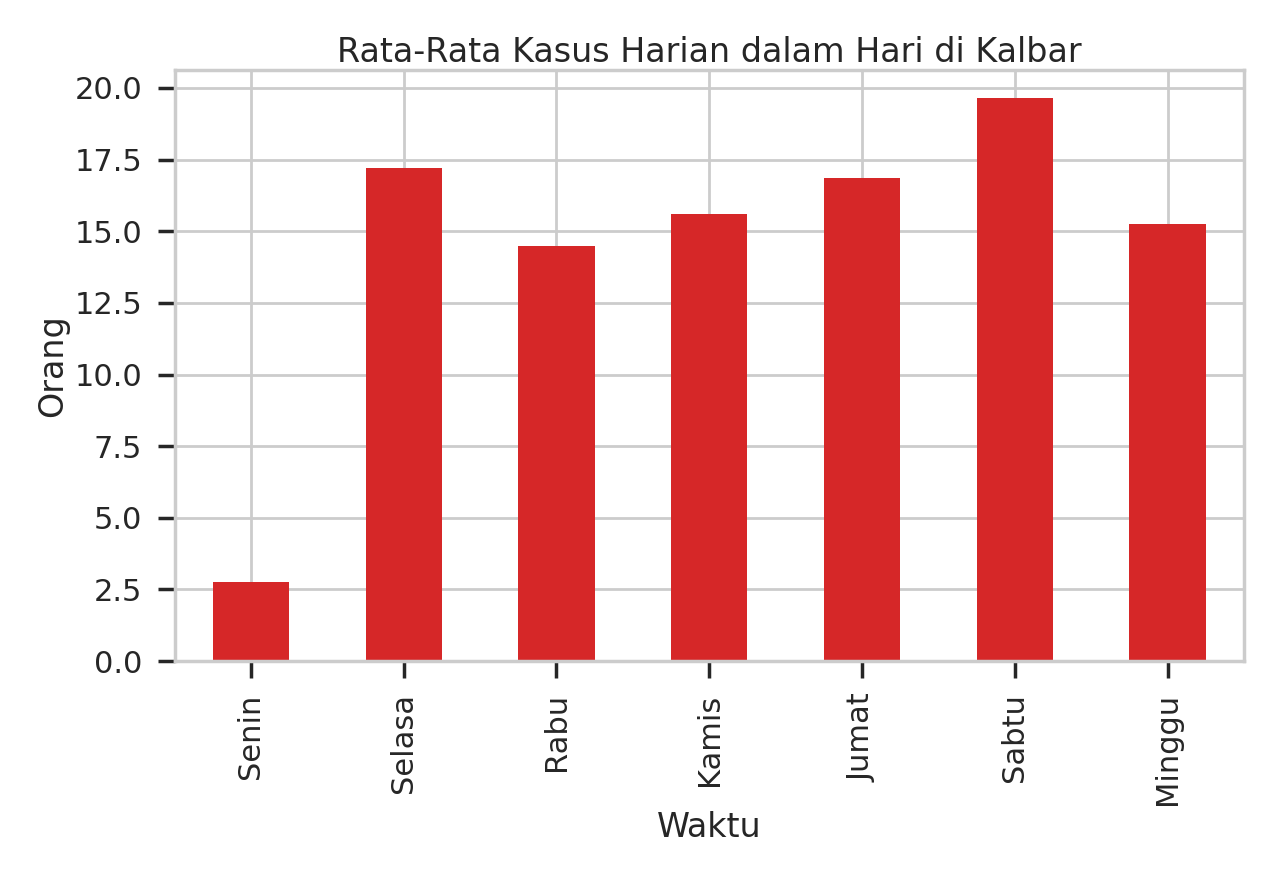 Rata-Rata Kasus Harian dalam Hari di Kalbar
20.0
17.5
15.0
12.5
10.0
7.5
5.0
2.5
0.0
Orang
Senin
Selasa
Rabu
Kamis
Jumat
Sabtu
Minggu
Waktu